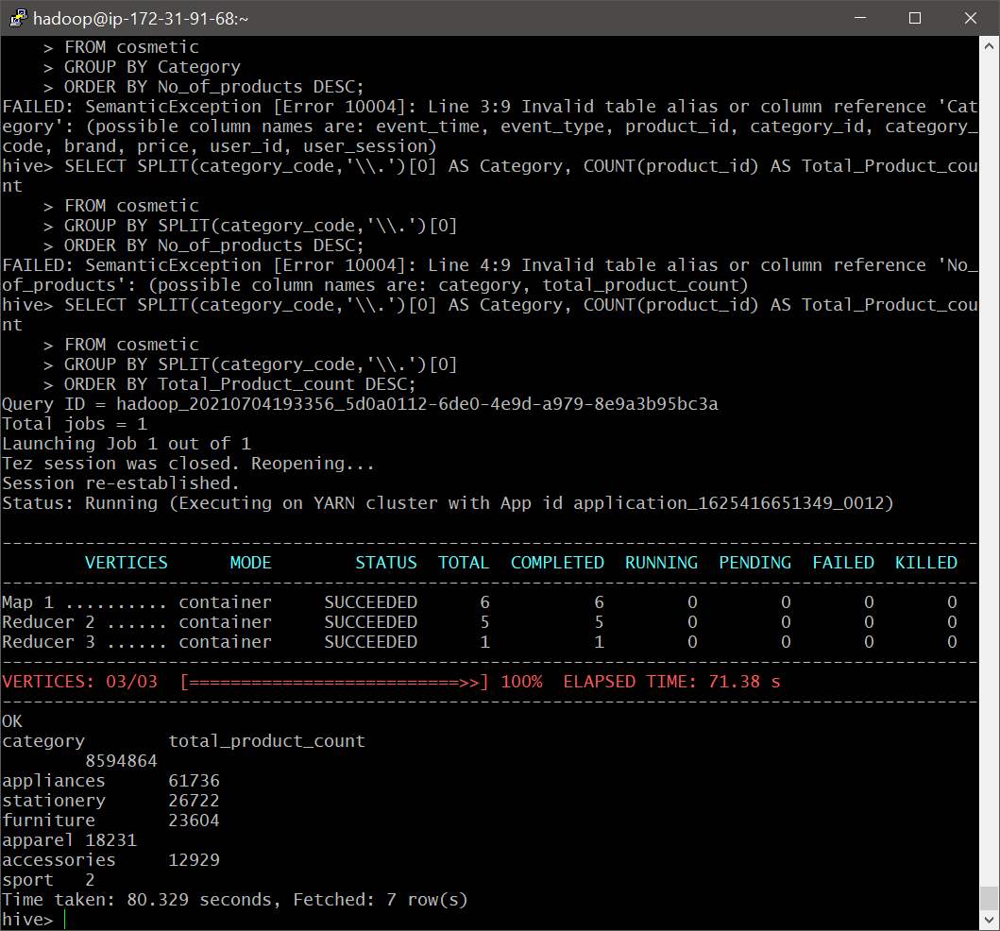 hadoop@ip-172-31-91-68:~
    > FROM cosmetic
    > GROUP BY Category
    > ORDER BY No_of_products DESC;
FAILED: SemanticException [Error 10004]: Line 3:9 Invalid table alias or column reference 'Cat
egory': (possible column names are: event_time, event_type, product_id, category_id, category_
code, brand, price, user_id, user_session)
hive> SELECT SPLIT(category_code,'\\.')[0] AS Category, COUNT(product_id) AS Total_Product_cou
nt
    > FROM cosmetic
    > GROUP BY SPLIT(category_code,'\\.')[0]
    > ORDER BY No_of_products DESC;
FAILED: SemanticException [Error 10004]: Line 4:9 Invalid table alias or column reference 'No_
of_products': (possible column names are: category, total_product_count)
hive> SELECT SPLIT(category_code,'\\.')[0] AS Category, COUNT(product_id) AS Total_Product_cou
nt
    > FROM cosmetic
    > GROUP BY SPLIT(category_code,'\\.')[0]
    > ORDER BY Total_Product_count DESC;
Query ID = hadoop_20210704193356_5d0a0112-6de0-4e9d-a979-8e9a3b95bc3a
Total jobs = 1
Launching Job 1 out of 1
Tez session was closed. Reopening...
Session re-established.
Status: Running (Executing on YARN cluster with App id application_1625416651349_0012)
----------------------------------------------------------------------------------------------
        VERTICES      MODE        STATUS  TOTAL  COMPLETED  RUNNING  PENDING  FAILED  KILLED
----------------------------------------------------------------------------------------------
Map 1 .......... container     SUCCEEDED      6          6        0        0       0       0
Reducer 2 ...... container     SUCCEEDED      5          5        0        0       0       0
Reducer 3 ...... container     SUCCEEDED      1          1        0        0       0       0
----------------------------------------------------------------------------------------------
VERTICES: 03/03  [==========================>>] 100%  ELAPSED TIME: 71.38 s
----------------------------------------------------------------------------------------------
OK
category        total_product_count
        8594864
appliances      61736
stationery      26722
furniture       23604
apparel 18231
accessories     12929
sport   2
Time taken: 80.329 seconds, Fetched: 7 row(s)
hive>